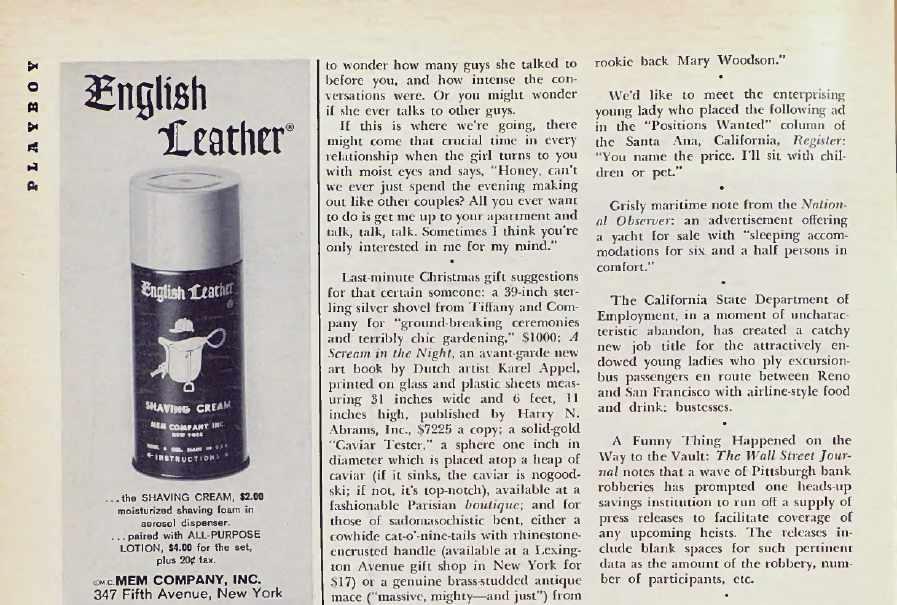 PLAYBOY
English
Leather®
English Leather
®
SHAVING CREAM
MEM COMPANY INC.
NEW YORK
INSTRUCTIONS
...the SHAVING CREAM, $2.00
moisturized shaving foam in
aerosol dispenser.
...paired with ALL-PURPOSE
LOTION, $4.00 for the set,
plus 20¢ tax.
©M.C. MEM COMPANY, INC.
347 Fifth Avenue, New York
to wonder how many guys she talked to
before you, and how intense the con-
versations were. Or you might wonder
if she ever talks to other guys.
If this is where we're going, there
might come that crucial time in every
relationship when the girl turns to you
with moist eyes and says, "Honey, can't
we ever just spend the evening making
out like other couples? All you ever want
to do is get me up to your apartment and
talk, talk, talk. Sometimes I think you're
only interested in me for my mind."
•
Last-minute Christmas gift suggestions
for that certain someone: a 39-inch ster-
ling silver shovel from Tiffany and Com-
pany for "ground-breaking ceremonies
and terribly chic gardening," $1000; A
Scream in the Night, an avant-garde new
art book by Dutch artist Karel Appel,
printed on glass and plastic sheets meas-
uring 31 inches wide and 6 feet, 11
inches high, published by Harry N.
Abrams, Inc., $7225 a copy; a solid-gold
"Caviar Tester," a sphere one inch in
diameter which is placed atop a heap of
caviar (if it sinks, the caviar is nogood-
ski; if not, it's top-notch), available at a
fashionable Parisian boutique; and for
those of sadomasochistic bent, either a
cowhide cat-o'-nine-tails with rhinestone-
encrusted handle (available at a Lexing-
ton Avenue gift shop in New York for
$17) or a genuine brass-studded antique
mace ("massive, mighty—and just") from
rookie back Mary Woodson."
•
We'd like to meet the enterprising
young lady who placed the following ad
in the "Positions Wanted" column of
the Santa Ana, California, Register:
"You name the price. I'll sit with chil-
dren or pet."
•
Grisly maritime note from the Nation-
al Observer: an advertisement offering
a yacht for sale with "sleeping accom-
modations for six and a half persons in
comfort."
•
The California State Department of
Employment, in a moment of uncharac-
teristic abandon, has created a catchy
new job title for the attractively en-
dowed young ladies who ply excursion-
bus passengers en route between Reno
and San Francisco with airline-style food
and drink: bustesses.
•
A Funny Thing Happened on the
Way to the Vault: The Wall Street Jour-
nal notes that a wave of Pittsburgh bank
robberies has prompted one heads-up
savings institution to run off a supply of
press releases to facilitate coverage of
any upcoming heists. The releases in-
clude blank spaces for such pertinent
data as the amount of the robbery, num-
ber of participants, etc.
•